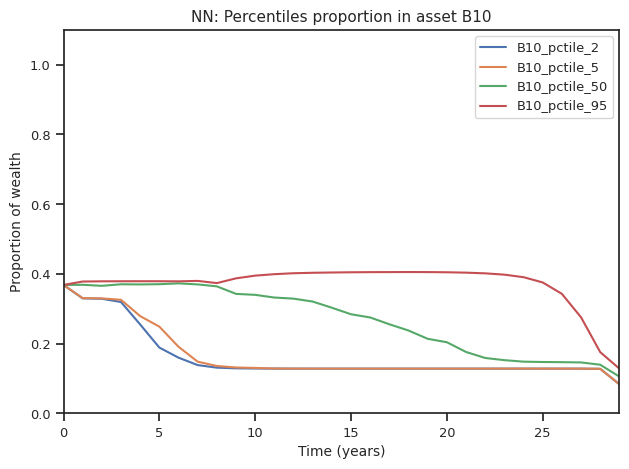 NN: Percentiles proportion in asset B10
B10_pctile_2
B10_pctile_5
B10_pctile_50
B10_pctile_95
Proportion of wealth
1.0
0.8
0.6
0.4
0.2
0.0
0 5 10 15 20 25
Time (years)